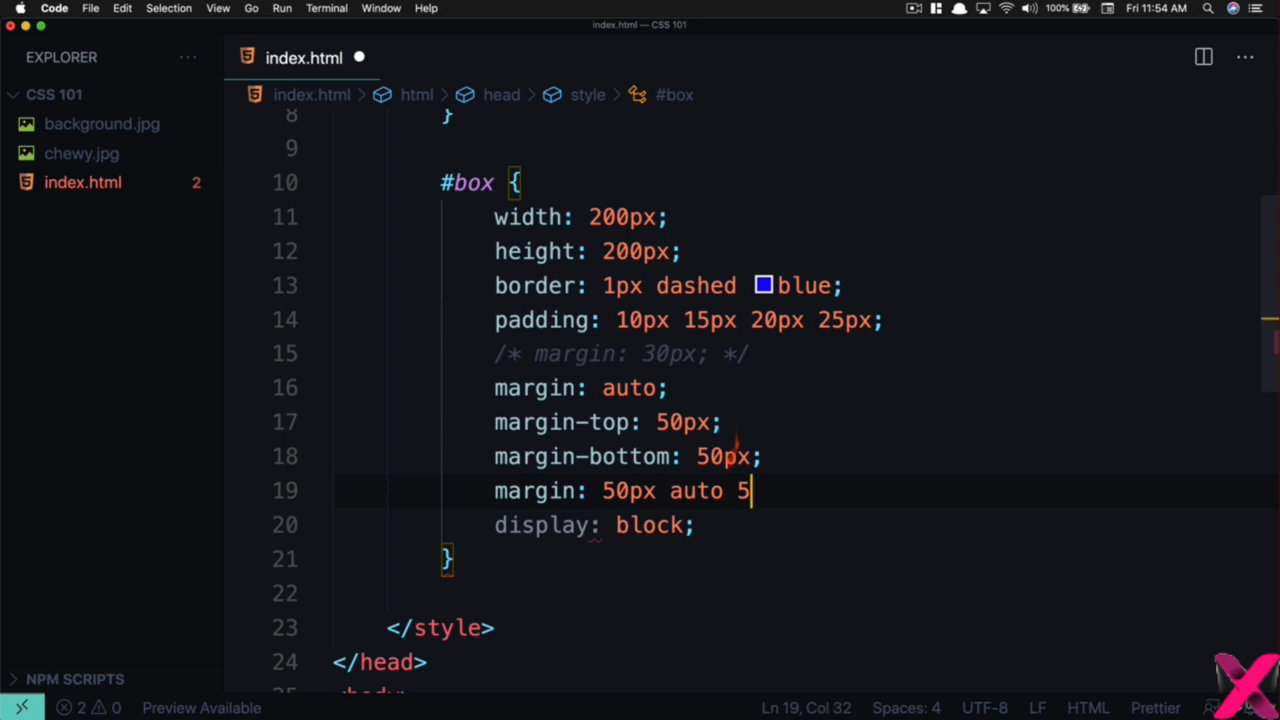 Code File Edit Selection View Go Run Terminal Window Help 100% Fri 11:54 AM
index.html — CSS 101
EXPLORER ···
index.html
index.html > html > head > style > #box
CSS 101
background.jpg
chewy.jpg
index.html 2
8 }
9
10 #box {
11 width: 200px;
12 height: 200px;
13 border: 1px dashed blue;
14 padding: 10px 15px 20px 25px;
15 /* margin: 30px; */
16 margin: auto;
17 margin-top: 50px;
18 margin-bottom: 50px;
19 margin: 50px auto 5
20 display: block;
21 }
22
23 </style>
24 </head>
NPM SCRIPTS
2 0 Preview Available Ln 19, Col 32 Spaces: 4 UTF-8 LF HTML Prettier